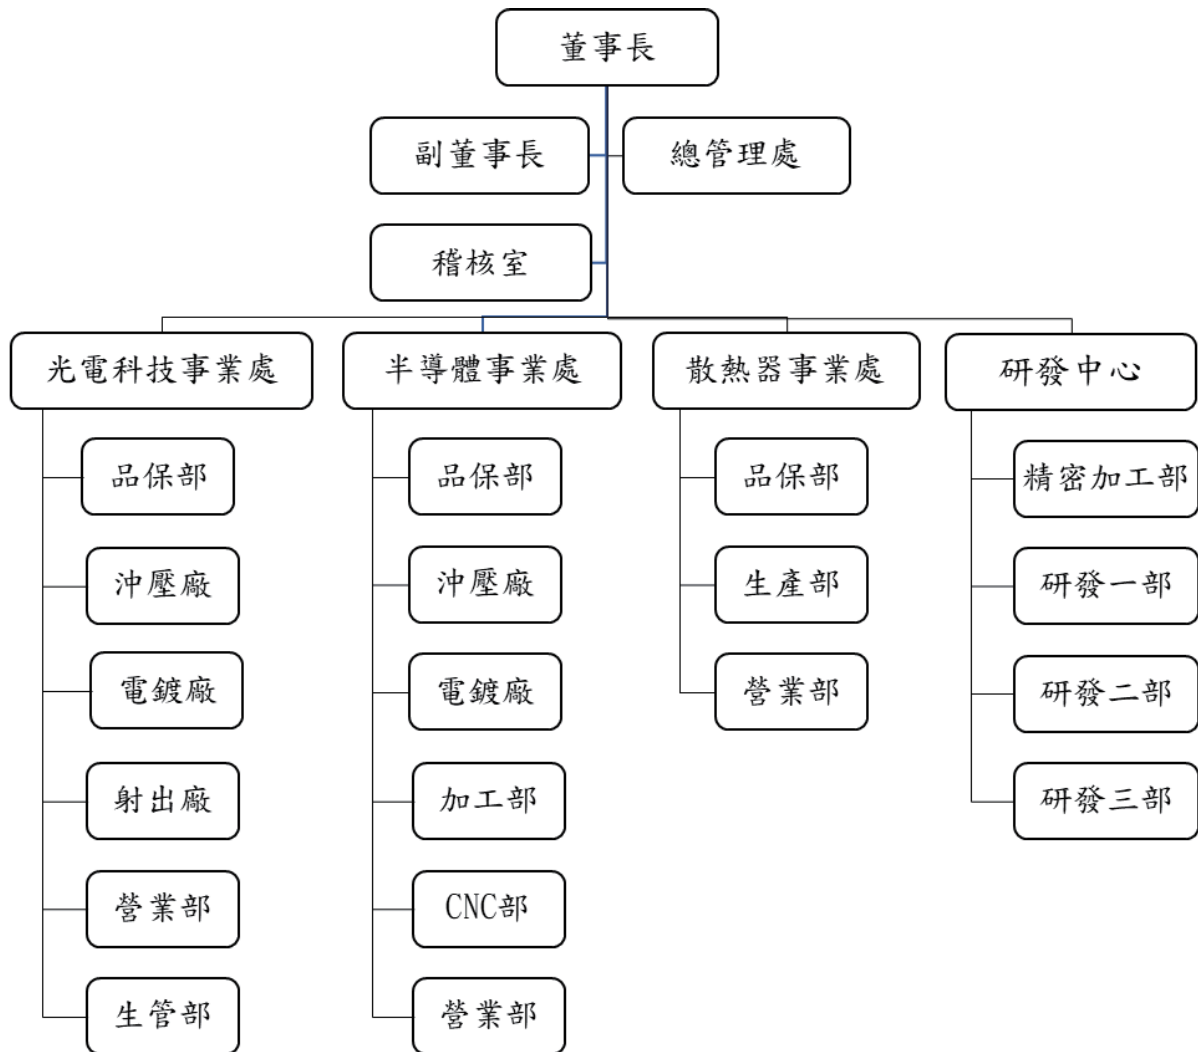 董事長
副董事長
總管理處
稽核室
光電科技事業處
半導體事業處
散熱器事業處
研發中心
品保部
沖壓廠
電鍍廠
射出廠
營業部
生管部
品保部
沖壓廠
電鍍廠
加工部
CNC部
營業部
品保部
生產部
營業部
精密加工部
研發一部
研發二部
研發三部